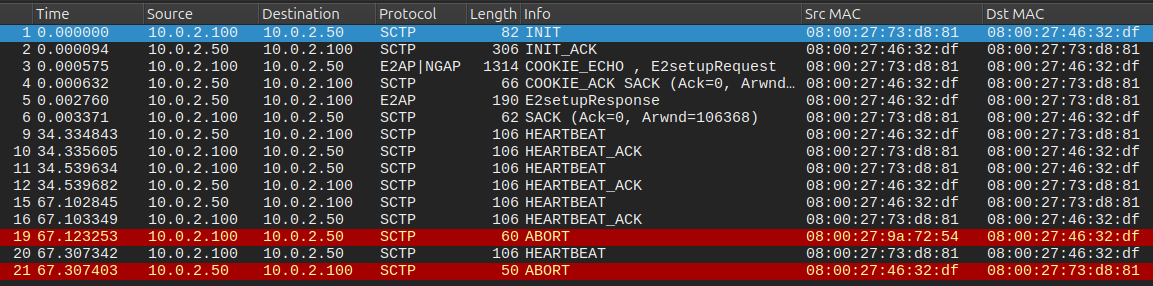 Time Source Destination Protocol Length Info Src MAC Dst MAC
1 0.000000 10.0.2.100 10.0.2.50 SCTP 82 INIT 08:00:27:73:d8:81 08:00:27:46:32:df
2 0.000094 10.0.2.50 10.0.2.100 SCTP 306 INIT_ACK 08:00:27:46:32:df 08:00:27:73:d8:81
3 0.000575 10.0.2.100 10.0.2.50 E2AP|NGAP 1314 COOKIE_ECHO , E2setupRequest 08:00:27:73:d8:81 08:00:27:46:32:df
4 0.000632 10.0.2.50 10.0.2.100 SCTP 66 COOKIE_ACK SACK (Ack=0, Arwnd… 08:00:27:46:32:df 08:00:27:73:d8:81
5 0.002760 10.0.2.50 10.0.2.100 E2AP 190 E2setupResponse 08:00:27:46:32:df 08:00:27:73:d8:81
6 0.003371 10.0.2.100 10.0.2.50 SCTP 62 SACK (Ack=0, Arwnd=106368) 08:00:27:73:d8:81 08:00:27:46:32:df
9 34.334843 10.0.2.50 10.0.2.100 SCTP 106 HEARTBEAT 08:00:27:46:32:df 08:00:27:73:d8:81
10 34.335605 10.0.2.100 10.0.2.50 SCTP 106 HEARTBEAT_ACK 08:00:27:73:d8:81 08:00:27:46:32:df
11 34.539634 10.0.2.100 10.0.2.50 SCTP 106 HEARTBEAT 08:00:27:73:d8:81 08:00:27:46:32:df
12 34.539682 10.0.2.50 10.0.2.100 SCTP 106 HEARTBEAT_ACK 08:00:27:46:32:df 08:00:27:73:d8:81
15 67.102845 10.0.2.50 10.0.2.100 SCTP 106 HEARTBEAT 08:00:27:46:32:df 08:00:27:73:d8:81
16 67.103349 10.0.2.100 10.0.2.50 SCTP 106 HEARTBEAT_ACK 08:00:27:73:d8:81 08:00:27:46:32:df
19 67.123253 10.0.2.100 10.0.2.50 SCTP 60 ABORT 08:00:27:9a:72:54 08:00:27:46:32:df
20 67.307342 10.0.2.100 10.0.2.50 SCTP 106 HEARTBEAT 08:00:27:73:d8:81 08:00:27:46:32:df
21 67.307403 10.0.2.50 10.0.2.100 SCTP 50 ABORT 08:00:27:46:32:df 08:00:27:73:d8:81